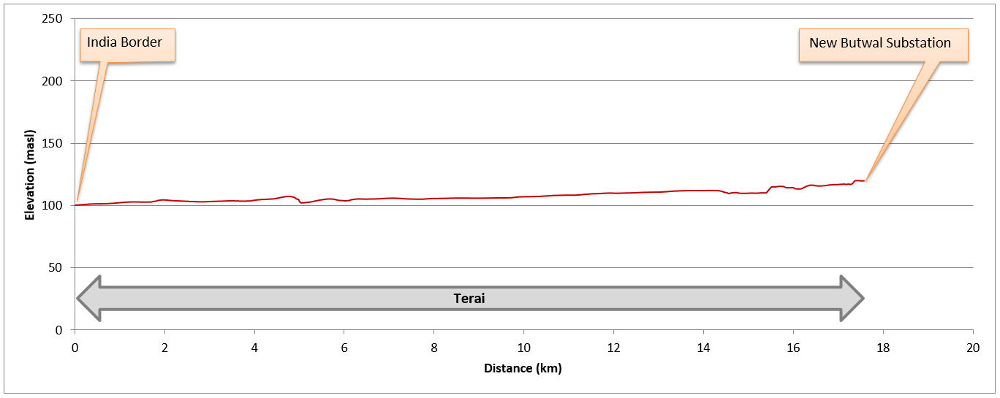 250
India Border
New Butwal Substation
200
150
Elevation (masl)
100
50
Terai
0
0 2 4 6 8 10 12 14 16 18 20
Distance (km)